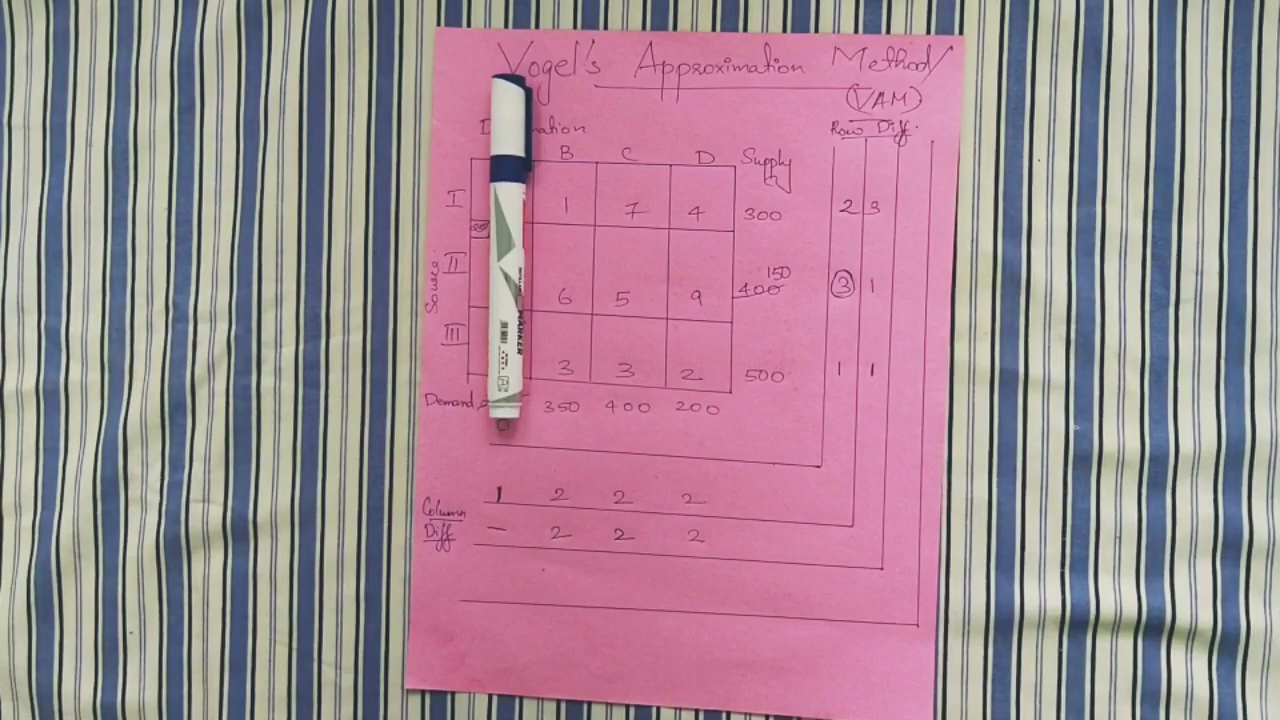 Vogel's Approximation Method
(VAM)
Destination Row Diff.
B C D Supply
I 1 7 4 300 2 3
150
II 6 5 9 400 3 1
Source
III 3 3 2 500 1 1
Demand 350 400 200
1 2 2 2
Column
Diff - 2 2 2
MARKER